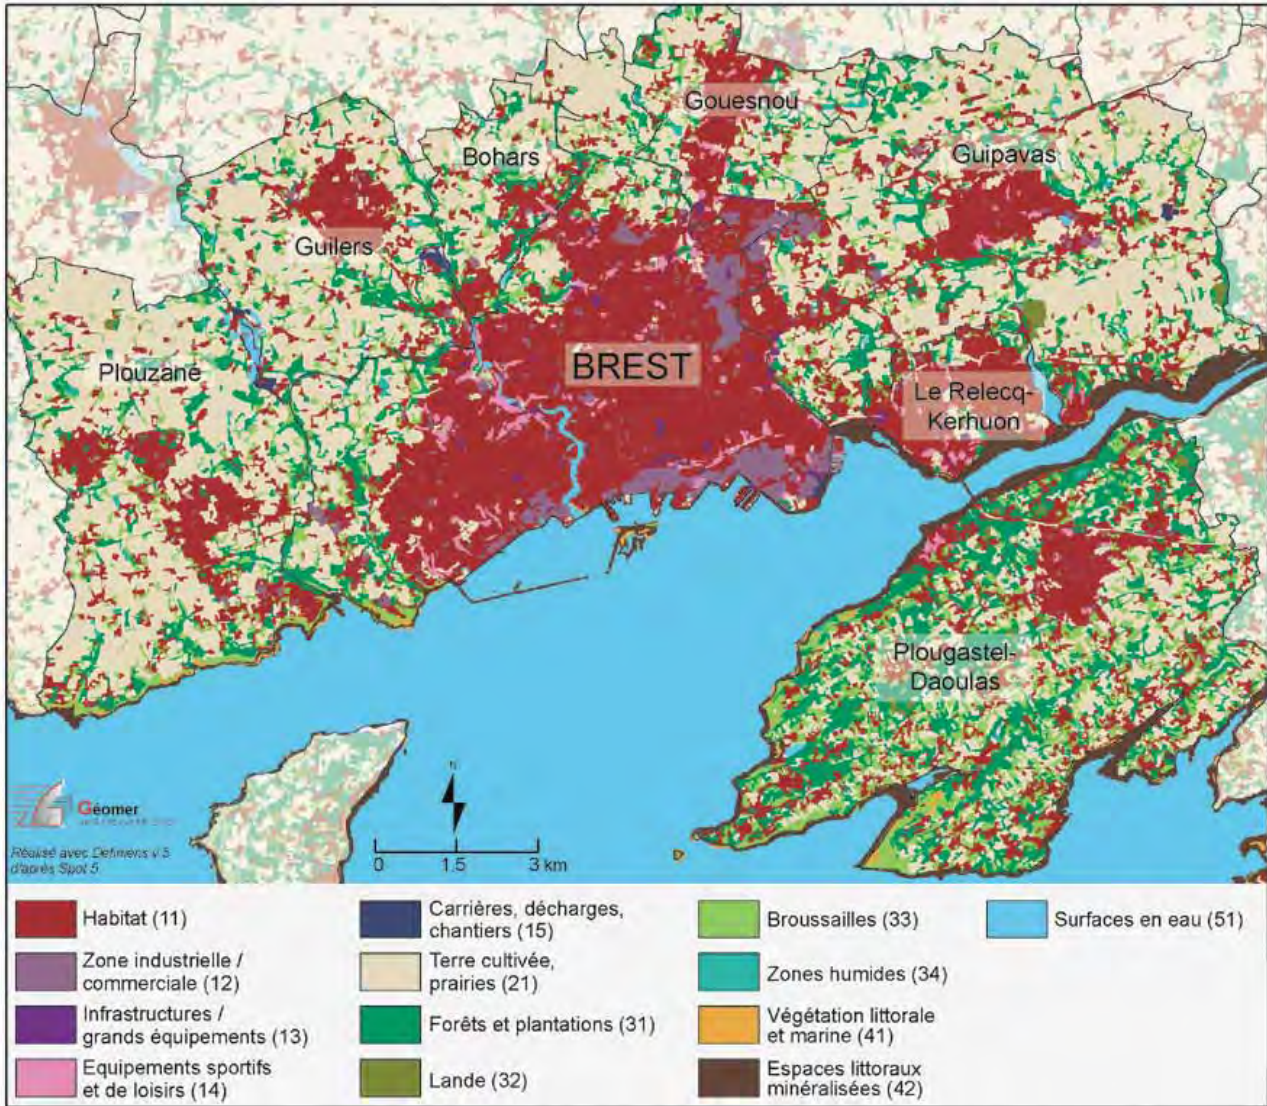 Gouesnou
Bohars
Guipavas
Guilers
Plouzané
BREST
Le Relecq-
Kerhuon
Plougastel-
Daoulas
N
Géomer
Réalisé avec Definiens v.5
d'après Spot 5
0 1.5 3 km
Habitat (11)
Zone industrielle /
commerciale (12)
Infrastructures /
grands équipements (13)
Equipements sportifs
et de loisirs (14)
Carrières, décharges,
chantiers (15)
Terre cultivée,
prairies (21)
Forêts et plantations (31)
Lande (32)
Broussailles (33)
Zones humides (34)
Végétation littorale
et marine (41)
Espaces littoraux
minéralisées (42)
Surfaces en eau (51)